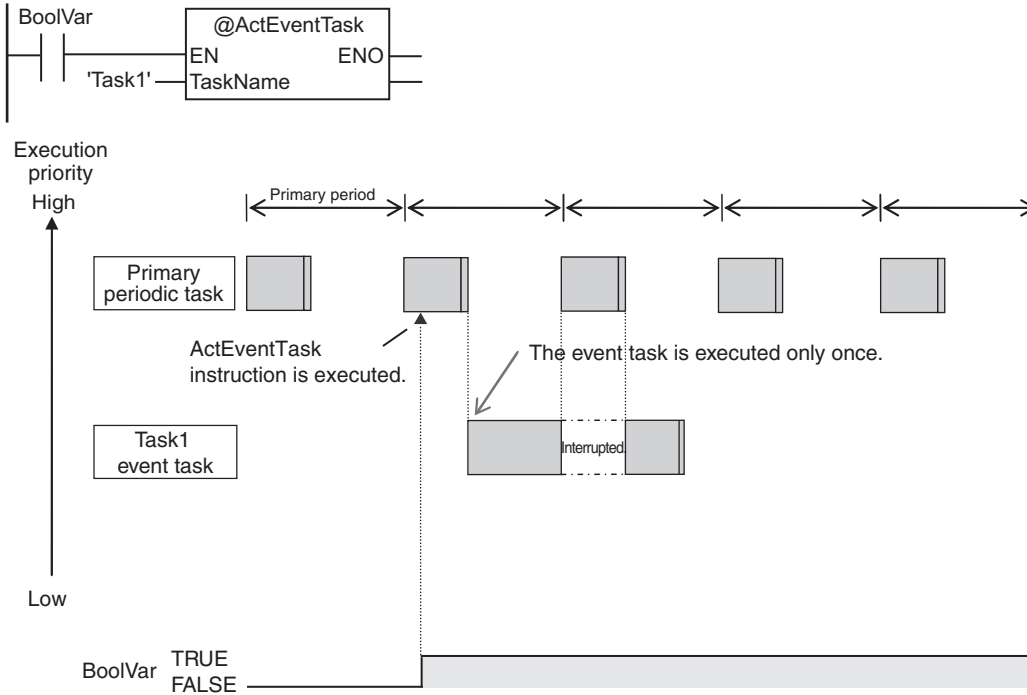 BoolVar
@ActEventTask
EN ENO
'Task1' TaskName
Execution
priority
High
Primary period
Primary
periodic task
ActEventTask
instruction is executed.
The event task is executed only once.
Task1
event task
Interrupted.
Low
BoolVar
TRUE
FALSE